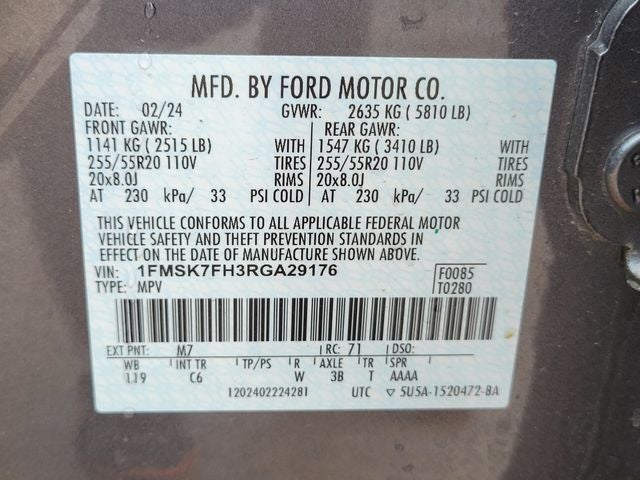 MFD. BY FORD MOTOR CO.
DATE: 02/24 GVWR: 2635 KG ( 5810 LB)
FRONT GAWR: REAR GAWR:
1141 KG ( 2515 LB) WITH 1547 KG ( 3410 LB) WITH
255/55R20 110V TIRES 255/55R20 110V TIRES
20x8.0J RIMS 20x8.0J RIMS
AT 230 kPa/ 33 PSI COLD AT 230 kPa/ 33 PSI COLD
THIS VEHICLE CONFORMS TO ALL APPLICABLE FEDERAL MOTOR
VEHICLE SAFETY AND THEFT PREVENTION STANDARDS IN
EFFECT ON THE DATE OF MANUFACTURE SHOWN ABOVE.
VIN: 1FMSK7FH3RGA29176 F0085
TYPE: MPV T0280
EXT PNT: M7 RC: 71 DSO:
WB INT TR TP/PS R AXLE TR SPR
119 C6 W 3B T AAAA
1202402224281 UTC ▽ 5U5A-1520472-BA